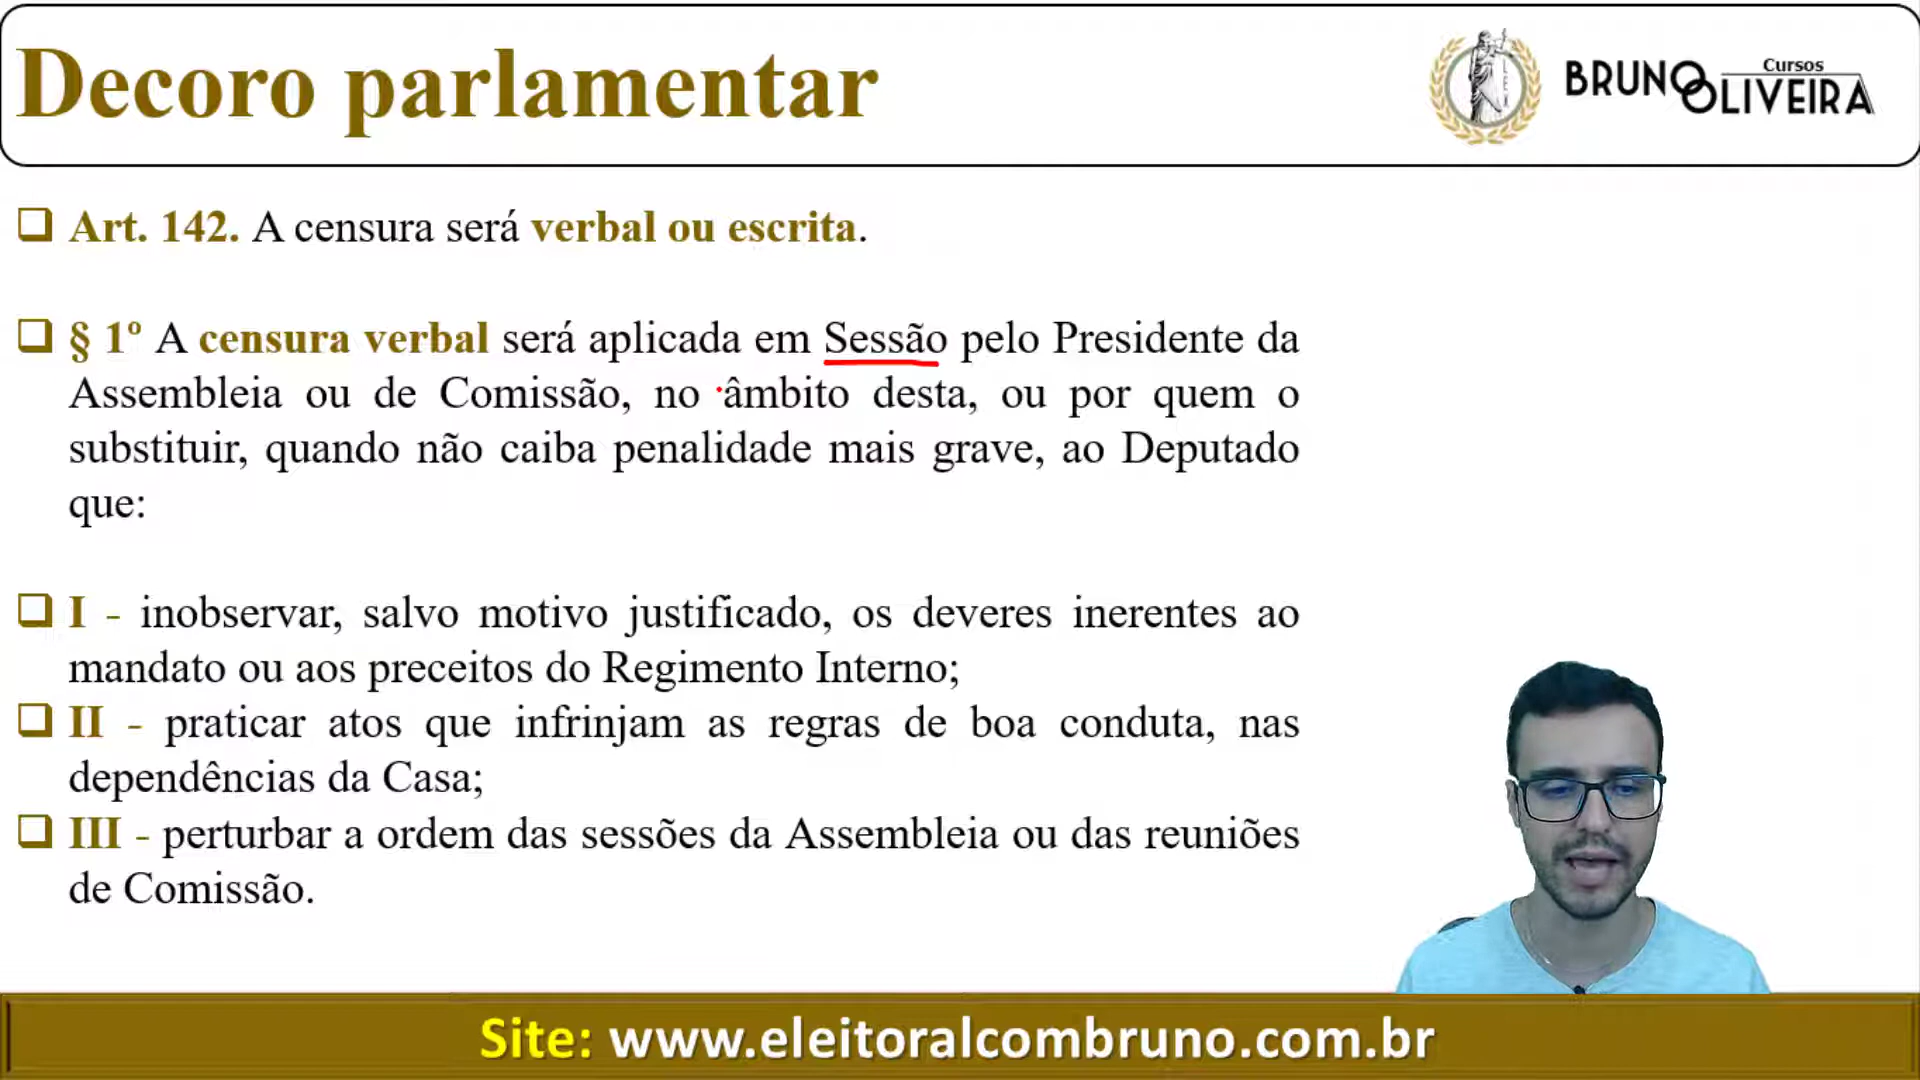 Decoro parlamentar
Cursos
BRUNO OLIVEIRA
Art. 142. A censura será verbal ou escrita.
§ 1º A censura verbal será aplicada em Sessão pelo Presidente da
Assembleia ou de Comissão, no âmbito desta, ou por quem o
substituir, quando não caiba penalidade mais grave, ao Deputado
que:
I - inobservar, salvo motivo justificado, os deveres inerentes ao
mandato ou aos preceitos do Regimento Interno;
II - praticar atos que infrinjam as regras de boa conduta, nas
dependências da Casa;
III - perturbar a ordem das sessões da Assembleia ou das reuniões
de Comissão.
Site: www.eleitoralcombruno.com.br